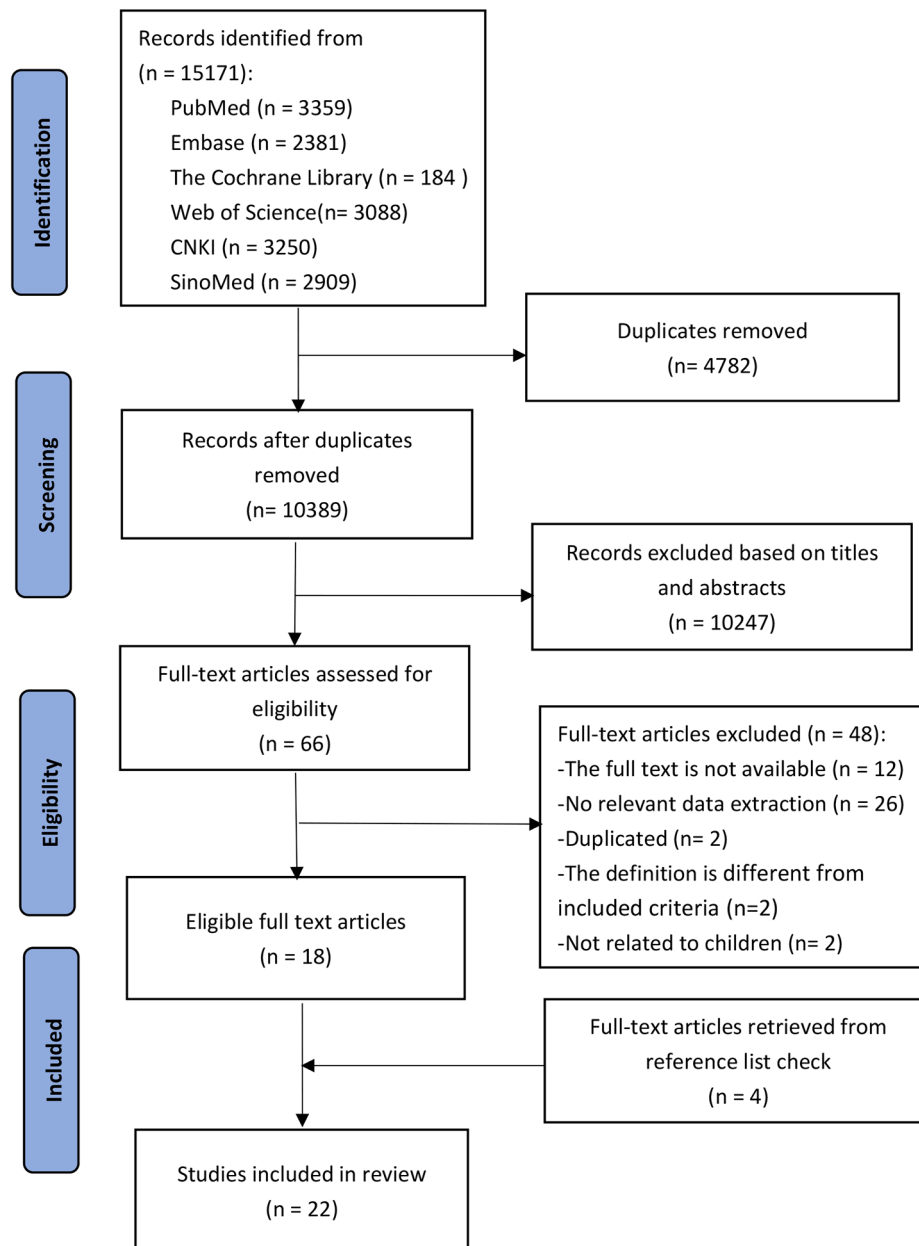 Identification
Records identified from
(n = 15171):
PubMed (n = 3359)
Embase (n = 2381)
The Cochrane Library (n = 184 )
Web of Science(n= 3088)
CNKI (n = 3250)
SinoMed (n = 2909)
Duplicates removed
(n= 4782)
Screening
Records after duplicates
removed
(n= 10389)
Records excluded based on titles
and abstracts
(n = 10247)
Eligibility
Full-text articles assessed for
eligibility
(n = 66)
Full-text articles excluded (n = 48):
-The full text is not available (n = 12)
-No relevant data extraction (n = 26)
-Duplicated (n= 2)
-The definition is different from
included criteria (n=2)
-Not related to children (n= 2)
Eligible full text articles
(n = 18)
Included
Full-text articles retrieved from
reference list check
(n = 4)
Studies included in review
(n = 22)